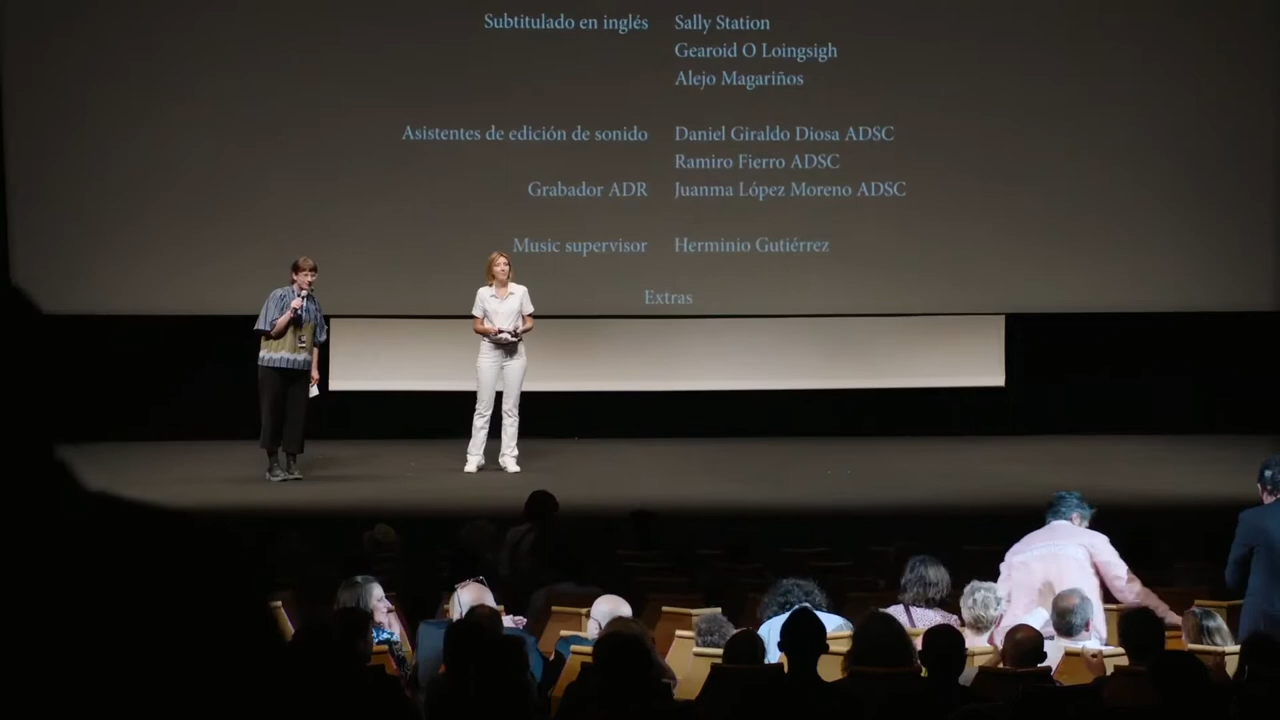 Subtitulado en inglés Sally Station
Gearoid O Loingsigh
Alejo Magariños
Asistentes de edición de sonido Daniel Giraldo Diosa ADSC
Ramiro Fierro ADSC
Grabador ADR Juanma López Moreno ADSC
Music supervisor Herminio Gutiérrez
Extras